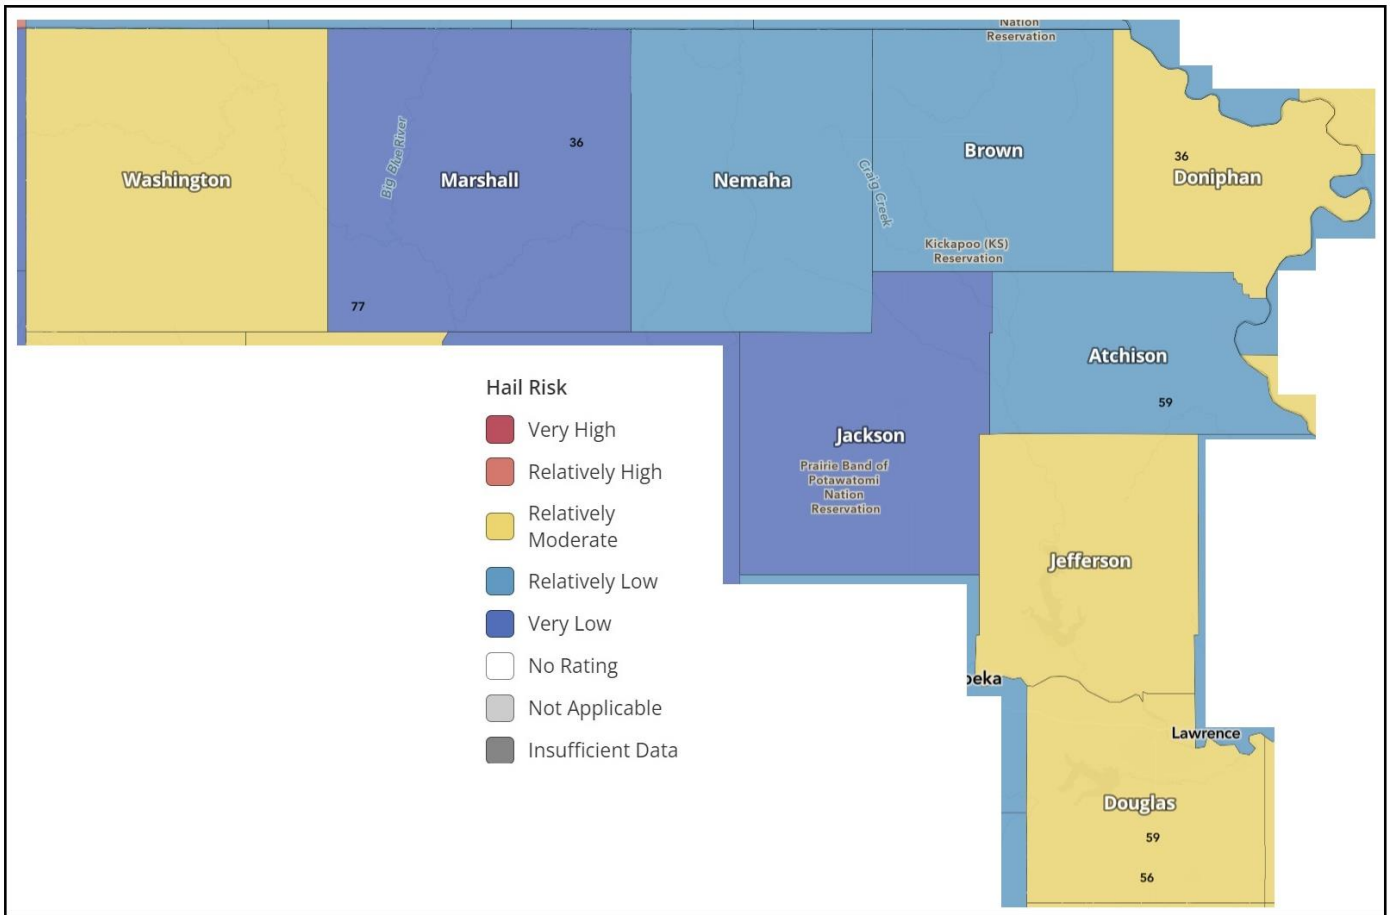 Nation
Reservation
Washington
Big Blue River
36
Marshall
77
Nemaha
Craig Creek
Brown
Kickapoo (KS)
Reservation
36
Doniphan
Atchison
59
Jackson
Prairie Band of
Potawatomi
Nation
Reservation
Jefferson
Lawrence
Douglas
59
56
Hail Risk
Very High
Relatively High
Relatively
Moderate
Relatively Low
Very Low
No Rating
Not Applicable
Insufficient Data